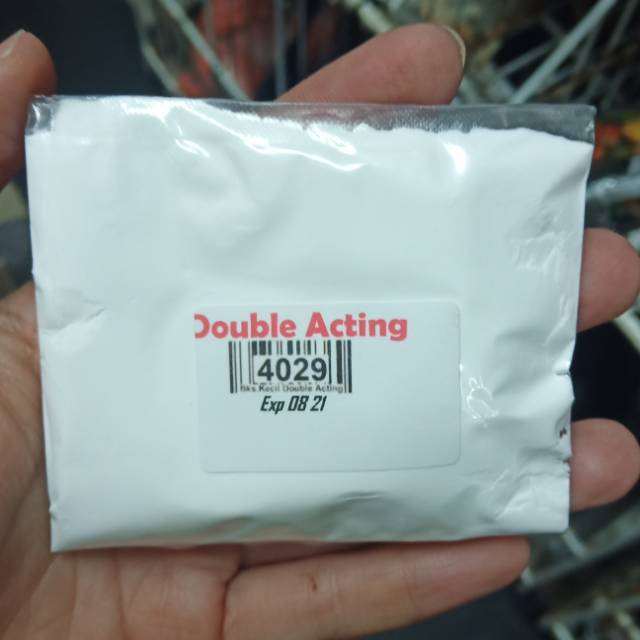 Double Acting
4029
Bks Kecil Double Acting
Exp 08 21